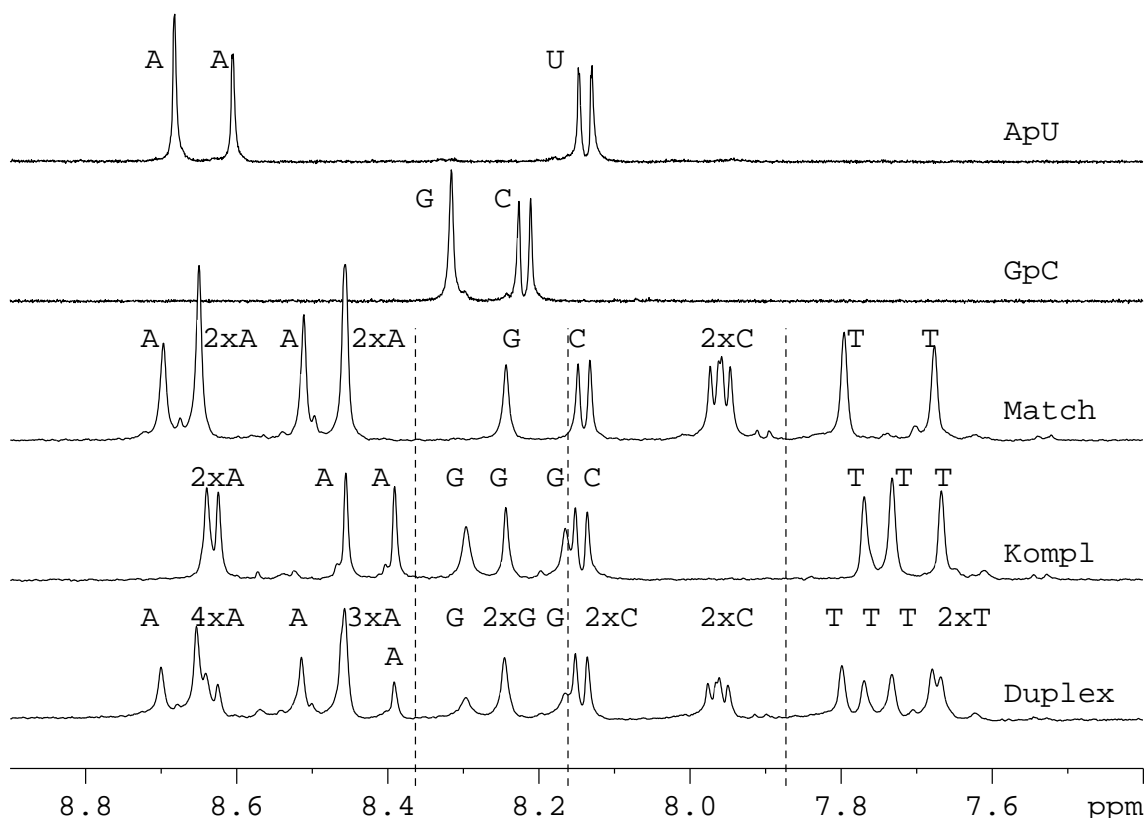 A A U
ApU
G C
GpC
A 2xA A 2xA G C 2xC T T
Match
2xA A A G G G C T T T
Kompl
A 4xA A 3xA G 2xG G 2xC 2xC T T T 2xT
A
Duplex
8.8 8.6 8.4 8.2 8.0 7.8 7.6 ppm